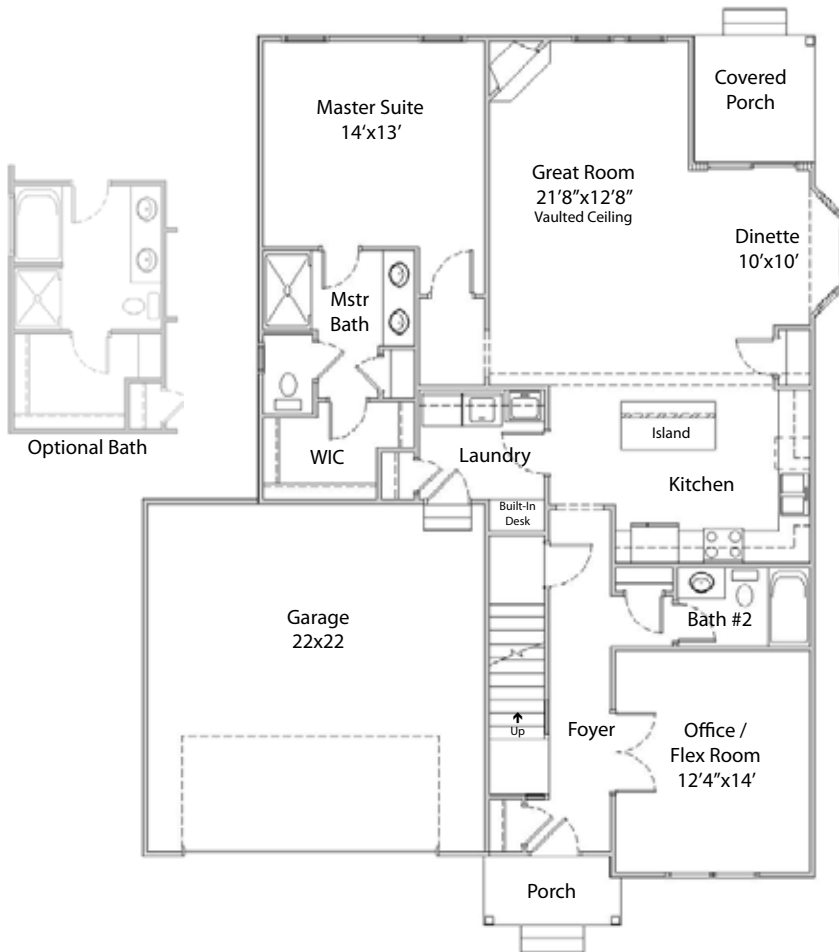 Master Suite
14'x13'
Covered
Porch
Great Room
21'8"x12'8"
Vaulted Ceiling
Dinette
10'x10'
Mstr
Bath
Optional Bath
WIC
Laundry
Island
Kitchen
Built-In
Desk
Garage
22x22
Bath #2
Up
Foyer
Office /
Flex Room
12'4"x14'
Porch